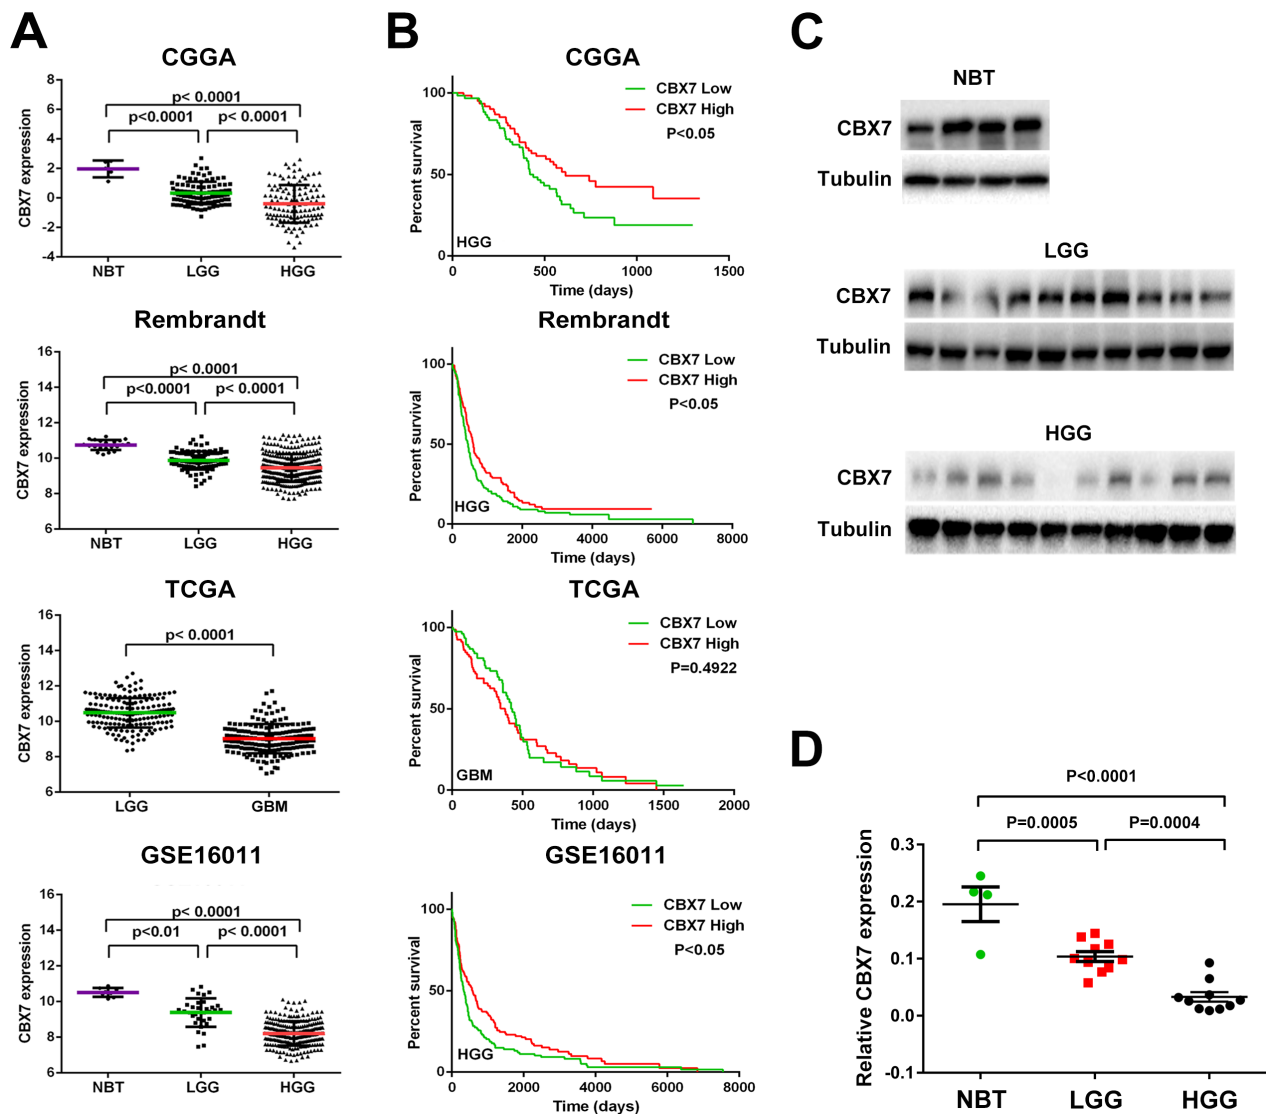 A
CGGA
CBX7 expression
8
6
4
2
0
-2
-4
p< 0.0001
p<0.0001
p< 0.0001
NBT
LGG
HGG
Rembrandt
CBX7 expression
16
14
12
10
8
6
p< 0.0001
p<0.0001
p< 0.0001
NBT
LGG
HGG
TCGA
CBX7 expression
16
14
12
10
8
6
p< 0.0001
LGG
GBM
GSE16011
CBX7 expression
16
14
12
10
8
6
p< 0.0001
p<0.01
p< 0.0001
NBT
LGG
HGG
B
CGGA
Percent survival
100
50
0
CBX7 Low
CBX7 High
P<0.05
HGG
0
500
1000
1500
Time (days)
Rembrandt
Percent survival
100
50
0
CBX7 Low
CBX7 High
P<0.05
HGG
0
2000
4000
6000
8000
Time (days)
TCGA
Percent survival
100
50
0
CBX7 Low
CBX7 High
P=0.4922
GBM
0
500
1000
1500
2000
Time (days)
GSE16011
Percent survival
100
50
0
CBX7 Low
CBX7 High
P<0.05
HGG
0
2000
4000
6000
8000
Time (days)
C
NBT
CBX7
Tubulin
LGG
CBX7
Tubulin
HGG
CBX7
Tubulin
D
Relative CBX7 expression
0.3
0.2
0.1
0.0
-0.1
P<0.0001
P=0.0005
P=0.0004
NBT
LGG
HGG